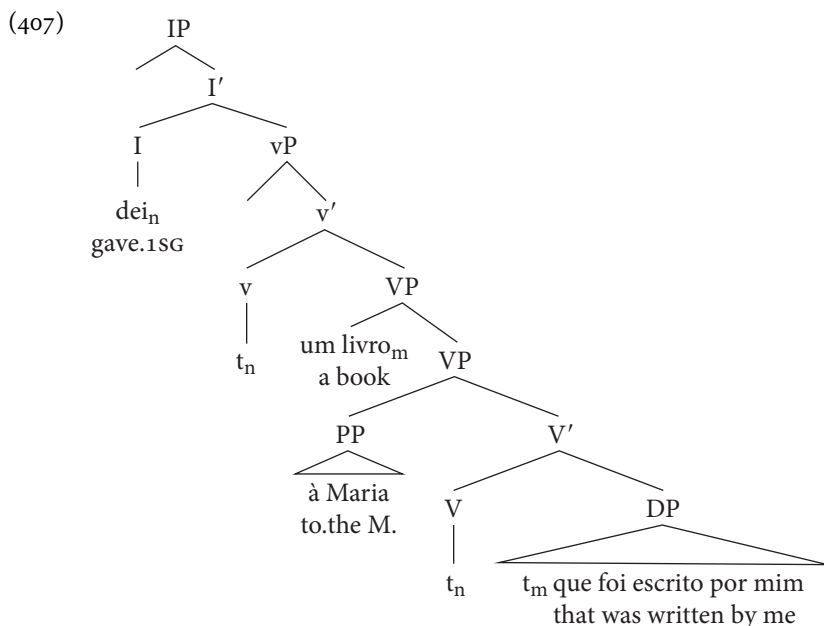 (407)
IP
I′
I vP
dei_n
gave.1SG
v′
v VP
t_n
um livro_m
a book
VP
PP V′
à Maria
to.the M.
V DP
t_n t_m que foi escrito por mim
that was written by me